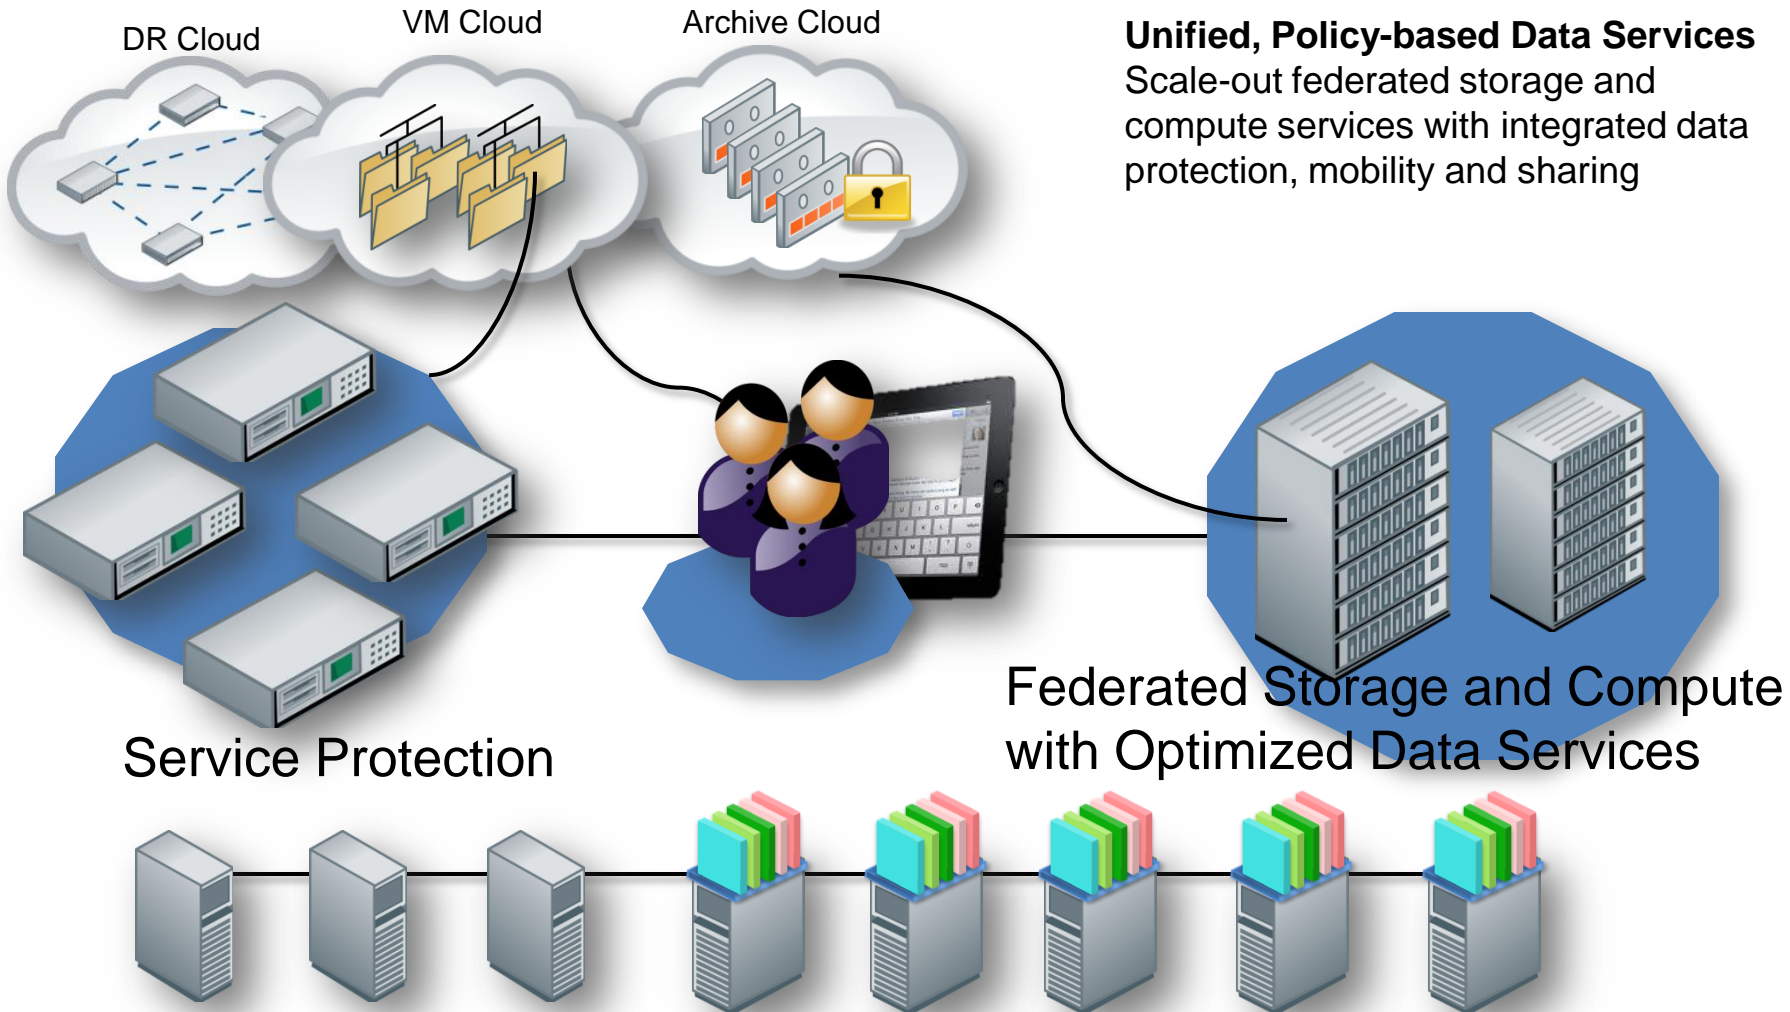 DR Cloud
VM Cloud
Archive Cloud
Unified, Policy-based Data Services
Scale-out federated storage and
compute services with integrated data
protection, mobility and sharing
Federated Storage and Compute
with Optimized Data Services
Service Protection